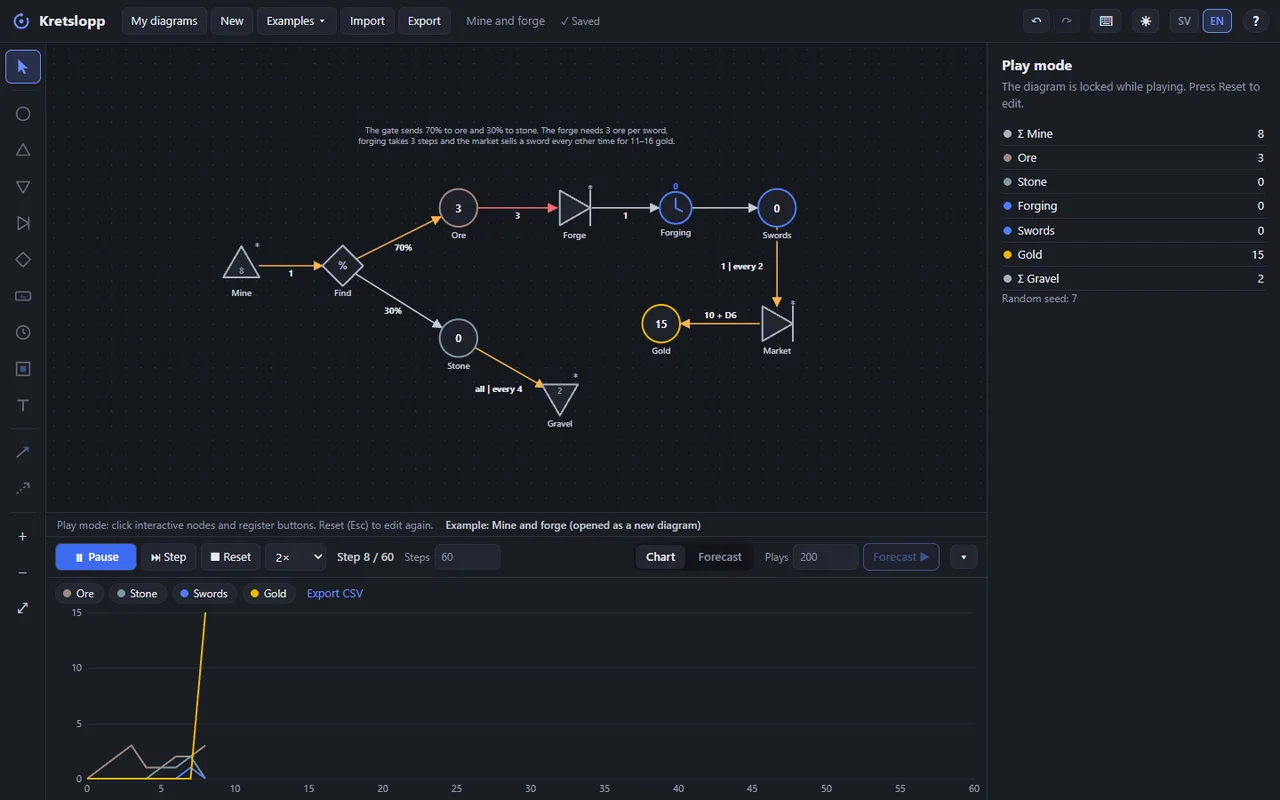 Kretslopp
My diagrams
New
Examples
Import
Export
Mine and forge
✓ Saved
SV
EN
?
Play mode
The diagram is locked while playing. Press Reset to
edit.
Σ Mine 8
Ore 3
Stone 0
Forging 0
Swords 0
Gold 15
Σ Gravel 2
Random seed: 7
The gate sends 70% to ore and 30% to stone. The forge needs 3 ore per sword,
forging takes 3 steps and the market sells a sword every other time for 11–16 gold.
3
Ore
3
*
Forge
1
0
Forging
0
Swords
*
8
Mine
1
%
Find
70%
30%
1 | every 2
0
Stone
15
Gold
10 + D6
*
Market
all | every 4
*
2
Gravel
T
+
−
Play mode: click interactive nodes and register buttons. Reset (Esc) to edit again.
Example: Mine and forge (opened as a new diagram)
Pause
Step
Reset
2×
Step 8 / 60
Steps
60
Chart
Forecast
Plays
200
Forecast
Ore
Stone
Swords
Gold
Export CSV
15
10
5
0
0 5 10 15 20 25 30 35 40 45 50 55 60